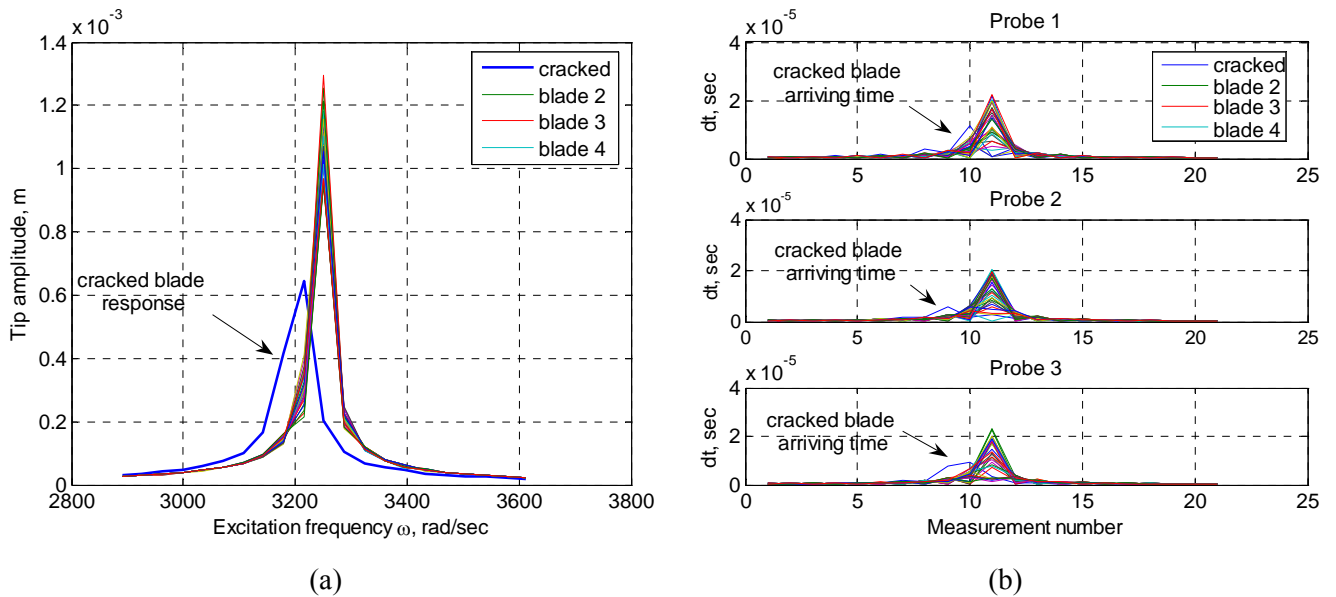 x 10-3
1.4
1.2
1
0.8
0.6
0.4
0.2
0
2800 3000 3200 3400 3600 3800
Tip amplitude, m
Excitation frequency ω, rad/sec
cracked
blade 2
blade 3
blade 4
cracked blade
response
(a)
Probe 1
x 10-5
4
2
0
0 5 10 15 20 25
dt, sec
cracked blade
arriving time
cracked
blade 2
blade 3
blade 4
Probe 2
x 10-5
4
2
0
0 5 10 15 20 25
dt, sec
cracked blade
arriving time
Probe 3
x 10-5
4
2
0
0 5 10 15 20 25
dt, sec
cracked blade
arriving time
Measurement number
(b)